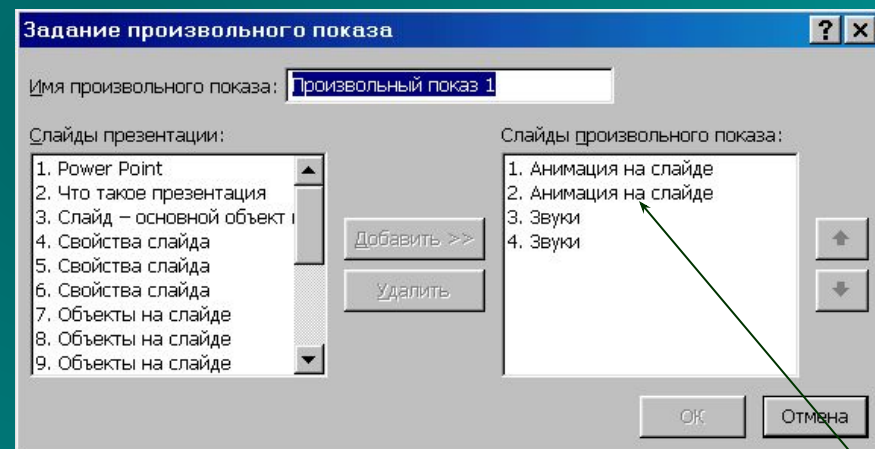 Задание произвольного показа
Имя произвольного показа: Произвольный показ 1
Слайды презентации:
1. Power Point
2. Что такое презентация
3. Слайд – основной объект
4. Свойства слайда
5. Свойства слайда
6. Свойства слайда
7. Объекты на слайде
8. Объекты на слайде
9. Объекты на слайде
Добавить >>
Удалить
Слайды произвольного показа:
1. Анимация на слайде
2. Анимация на слайде
3. Звуки
4. Звуки
ОК
Отмена